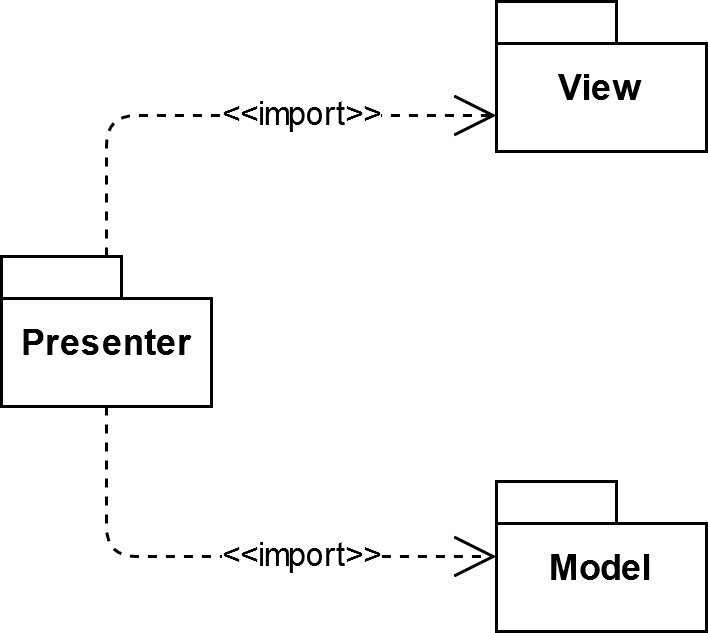 View
<<import>>
Presenter
<<import>>
Model